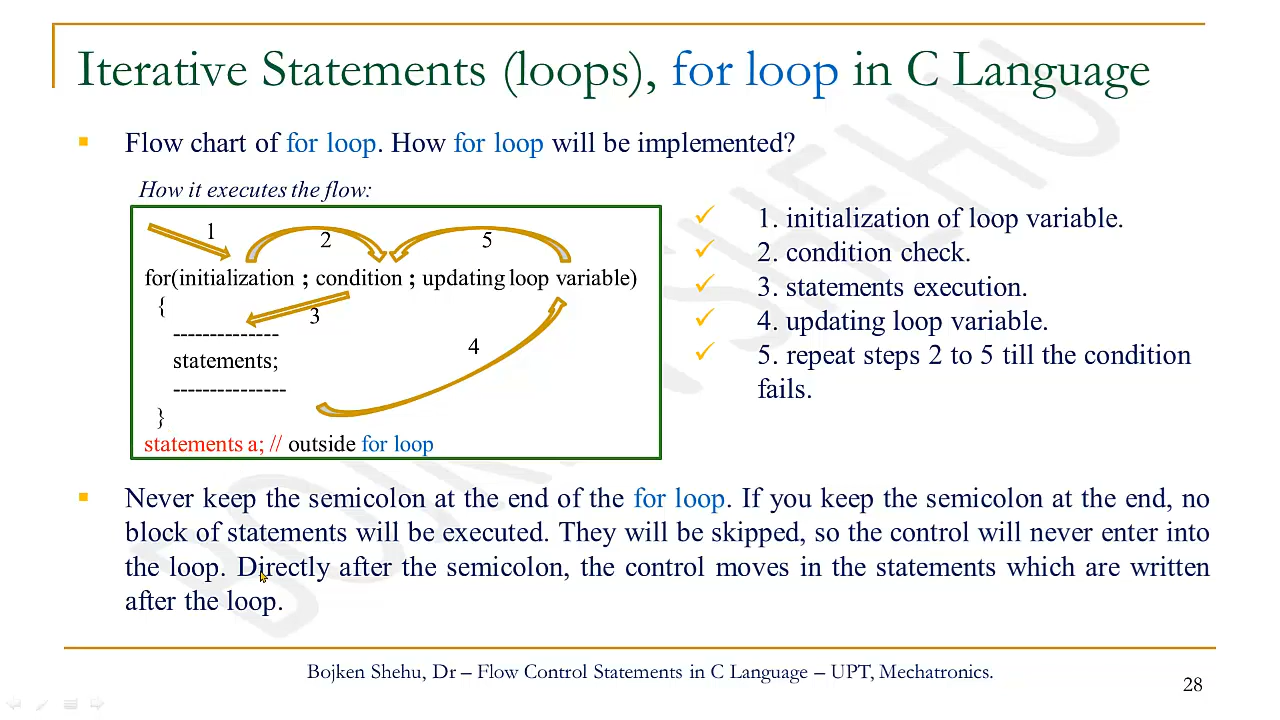 Iterative Statements (loops), for loop in C Language
▪ Flow chart of for loop. How for loop will be implemented?
How it executes the flow:
1
2
5
for(initialization ; condition ; updating loop variable)
{
3
--------------
statements;
4
---------------
}
statements a; // outside for loop
✓ 1. initialization of loop variable.
✓ 2. condition check.
✓ 3. statements execution.
✓ 4. updating loop variable.
✓ 5. repeat steps 2 to 5 till the condition
fails.
▪ Never keep the semicolon at the end of the for loop. If you keep the semicolon at the end, no
block of statements will be executed. They will be skipped, so the control will never enter into
the loop. Directly after the semicolon, the control moves in the statements which are written
after the loop.
Bojken Shehu, Dr – Flow Control Statements in C Language – UPT, Mechatronics.
28
BOJKEN SHEHU